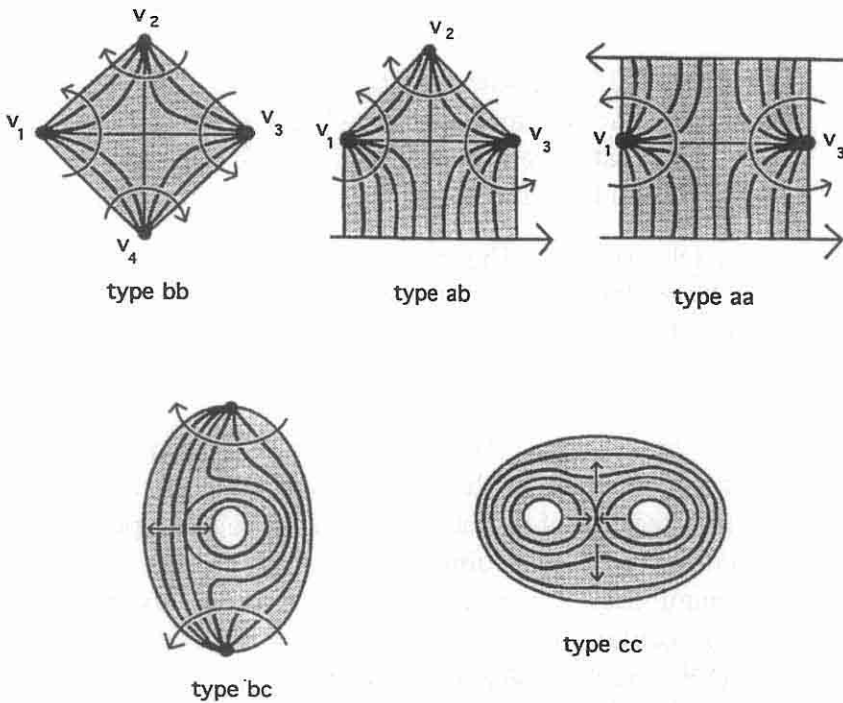 v2
v1
v3
v4
type bb
v2
v1
v3
type ab
v1
v3
type aa
type bc
type cc